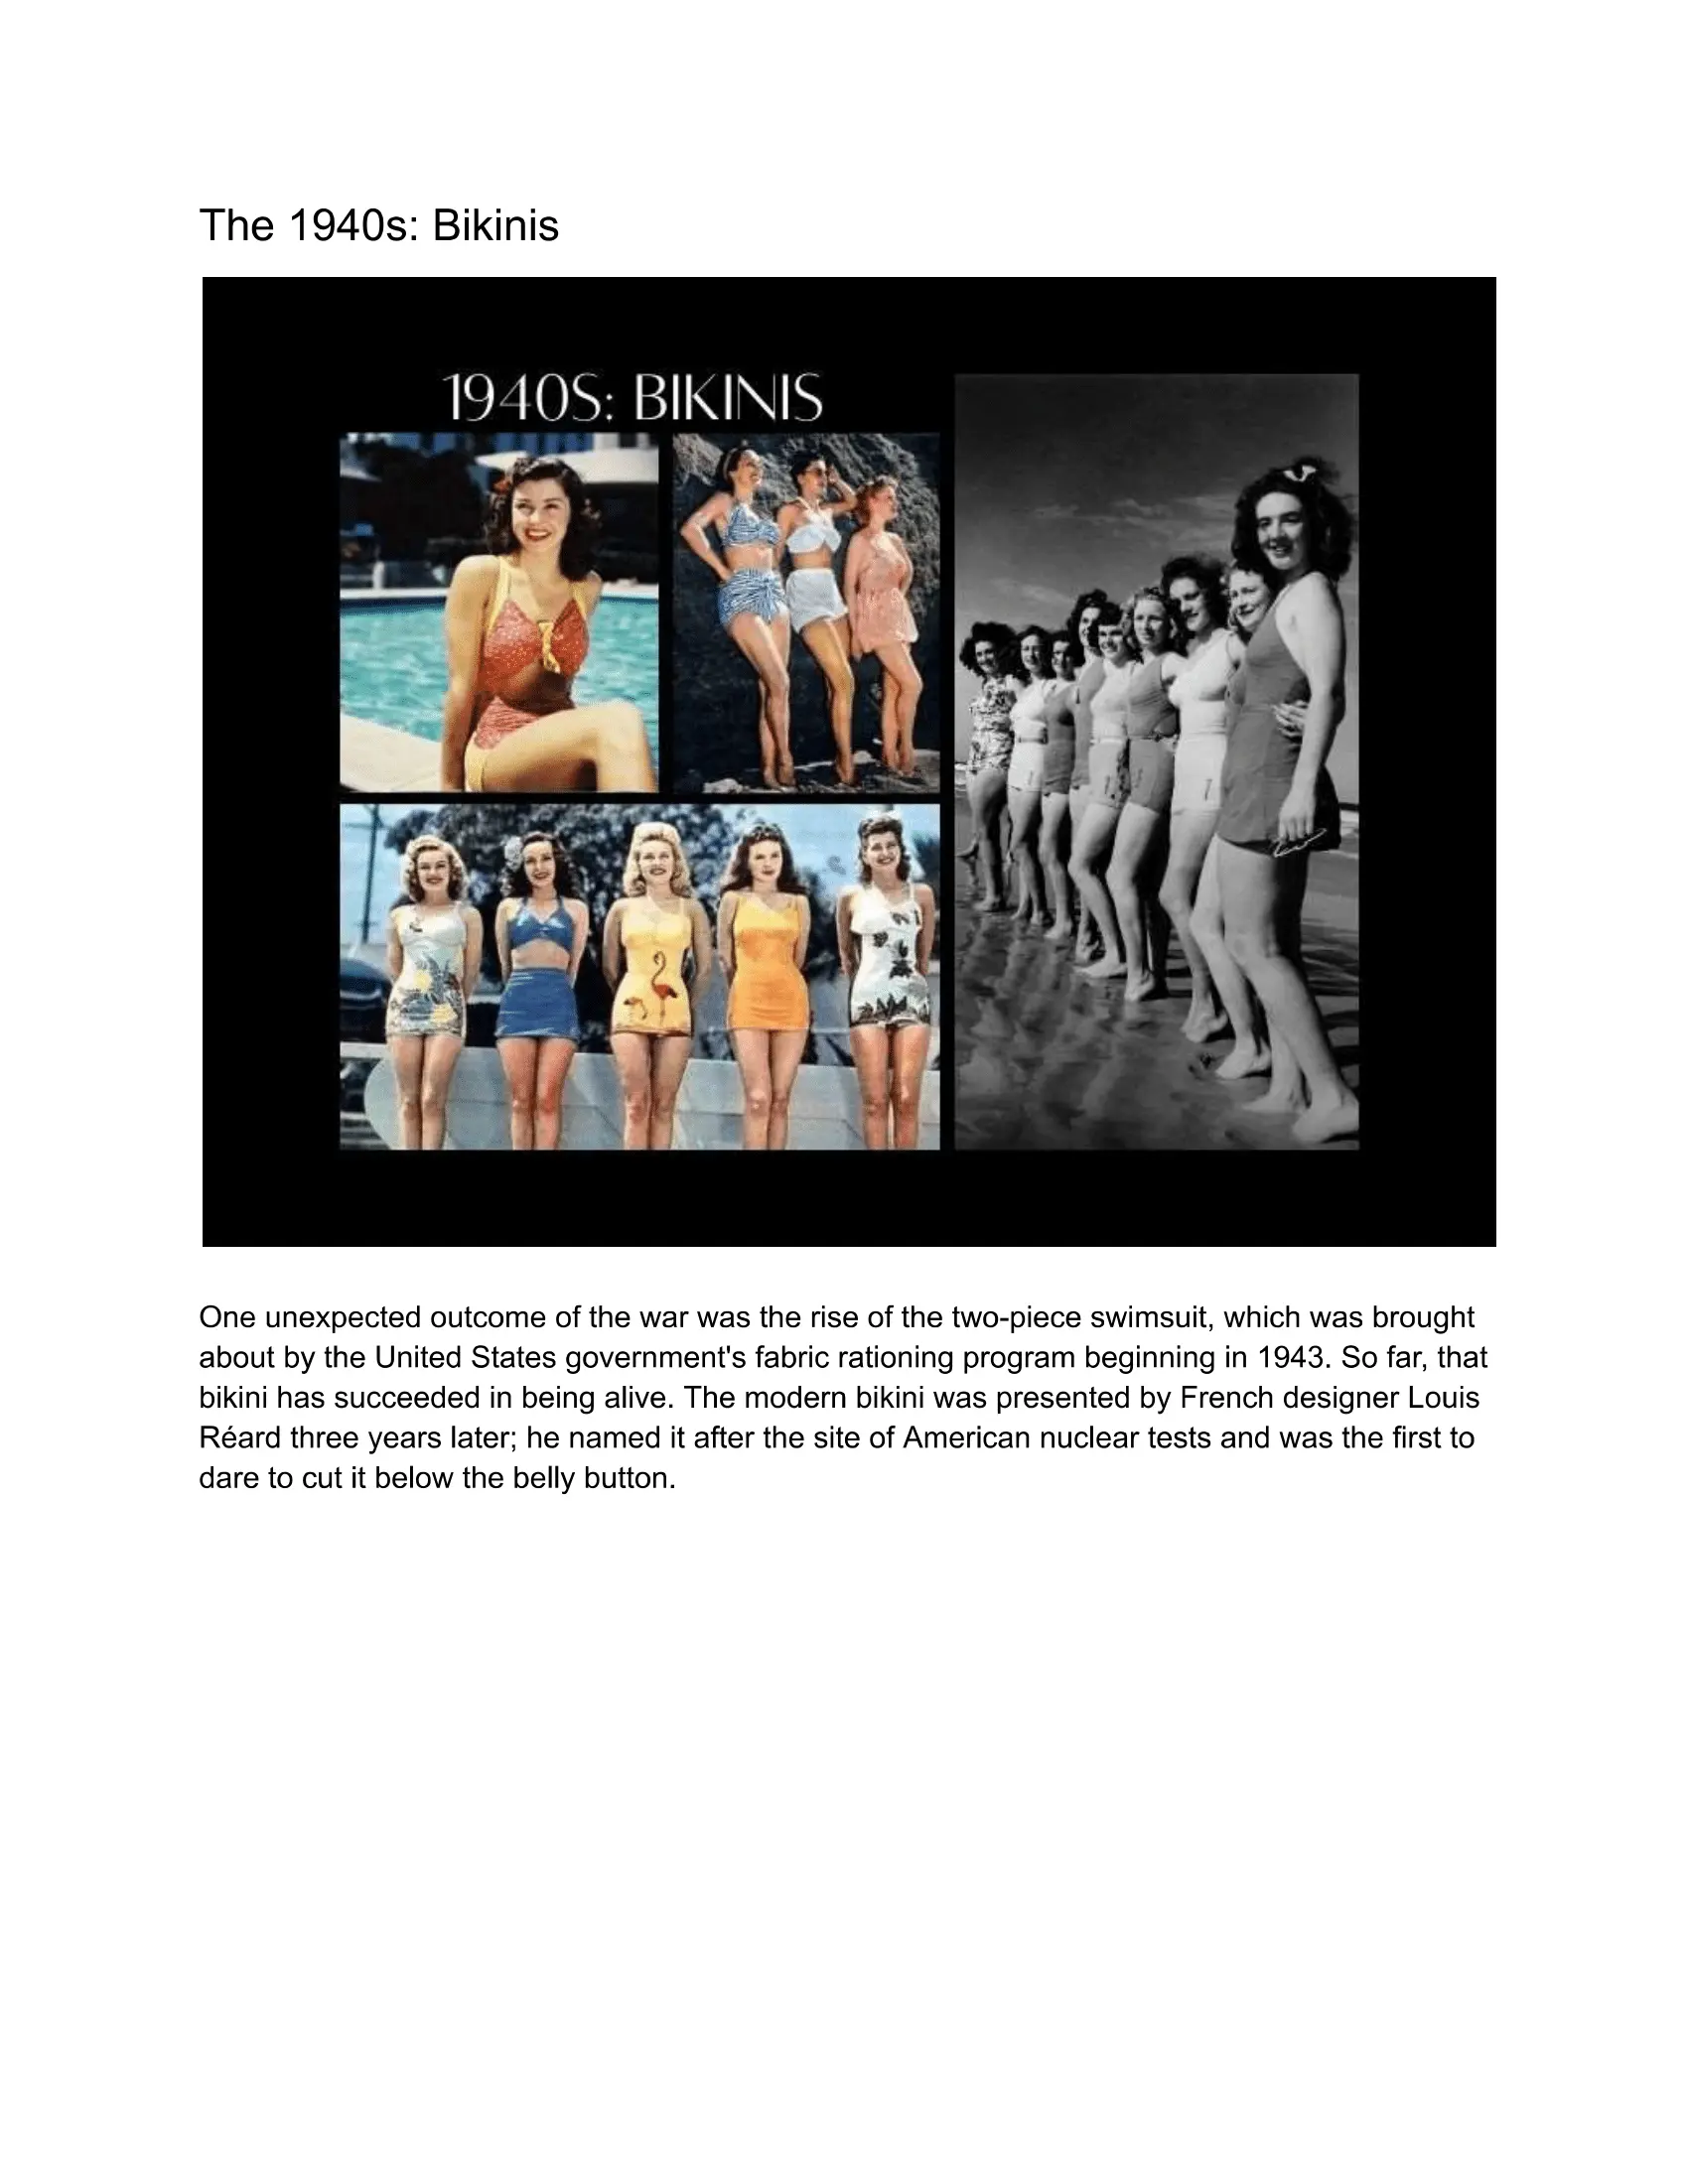 The 1940s: Bikinis
1940S: BIKINIS
One unexpected outcome of the war was the rise of the two-piece swimsuit, which was brought
about by the United States government's fabric rationing program beginning in 1943. So far, that
bikini has succeeded in being alive. The modern bikini was presented by French designer Louis
Réard three years later; he named it after the site of American nuclear tests and was the first to
dare to cut it below the belly button.